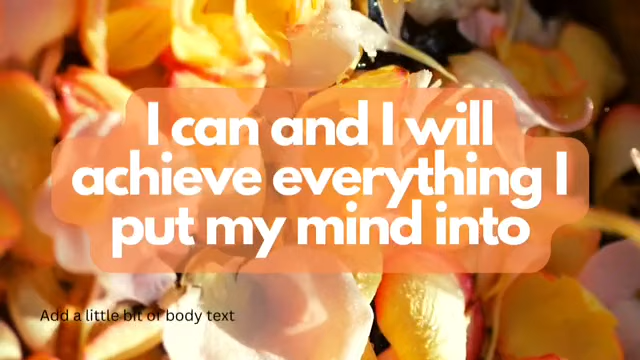 I can and I will
achieve everything I
put my mind into
Add a little bit of body text